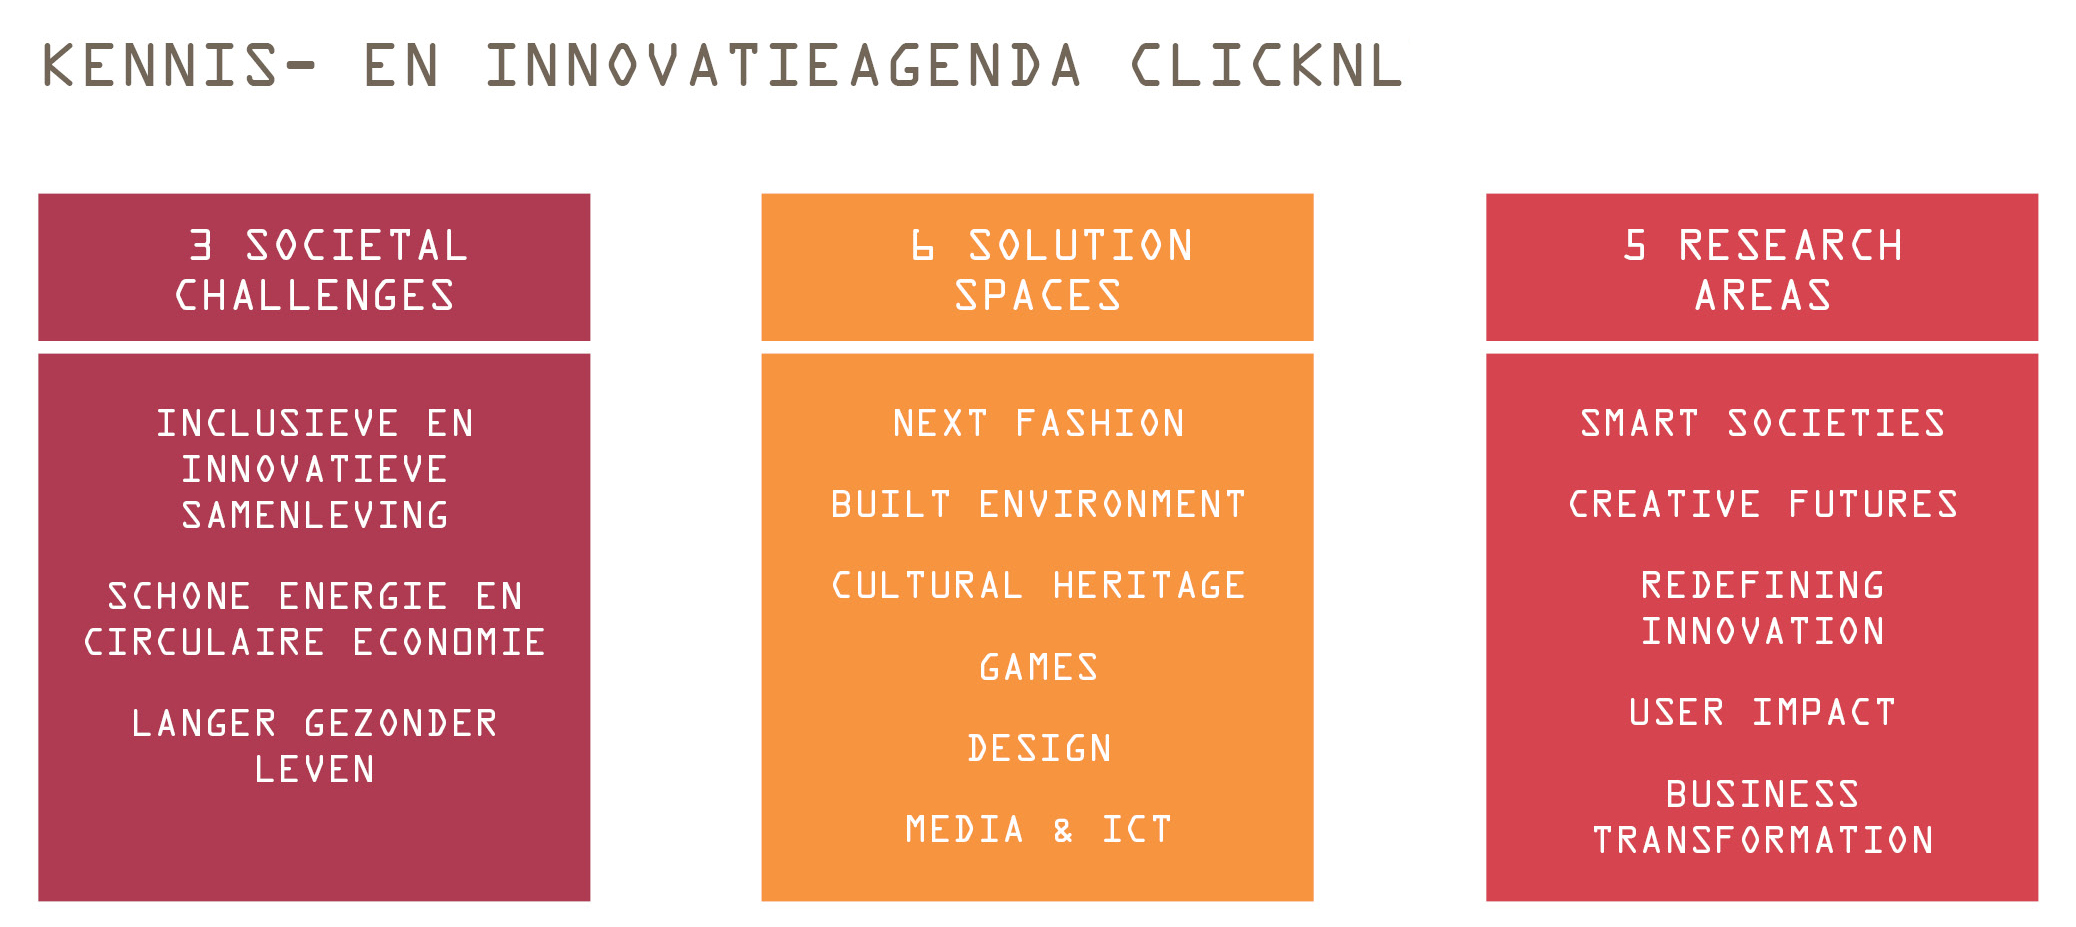 KENNIS- EN INNOVATIEAGENDA CLICKNL
3 SOCIETAL
CHALLENGES
INCLUSIEVE EN
INNOVATIEVE
SAMENLEVING
SCHONE ENERGIE EN
CIRCULAIRE ECONOMIE
LANGER GEZONDER
LEVEN
6 SOLUTION
SPACES
NEXT FASHION
BUILT ENVIRONMENT
CULTURAL HERITAGE
GAMES
DESIGN
MEDIA & ICT
5 RESEARCH
AREAS
SMART SOCIETIES
CREATIVE FUTURES
REDEFINING
INNOVATION
USER IMPACT
BUSINESS
TRANSFORMATION